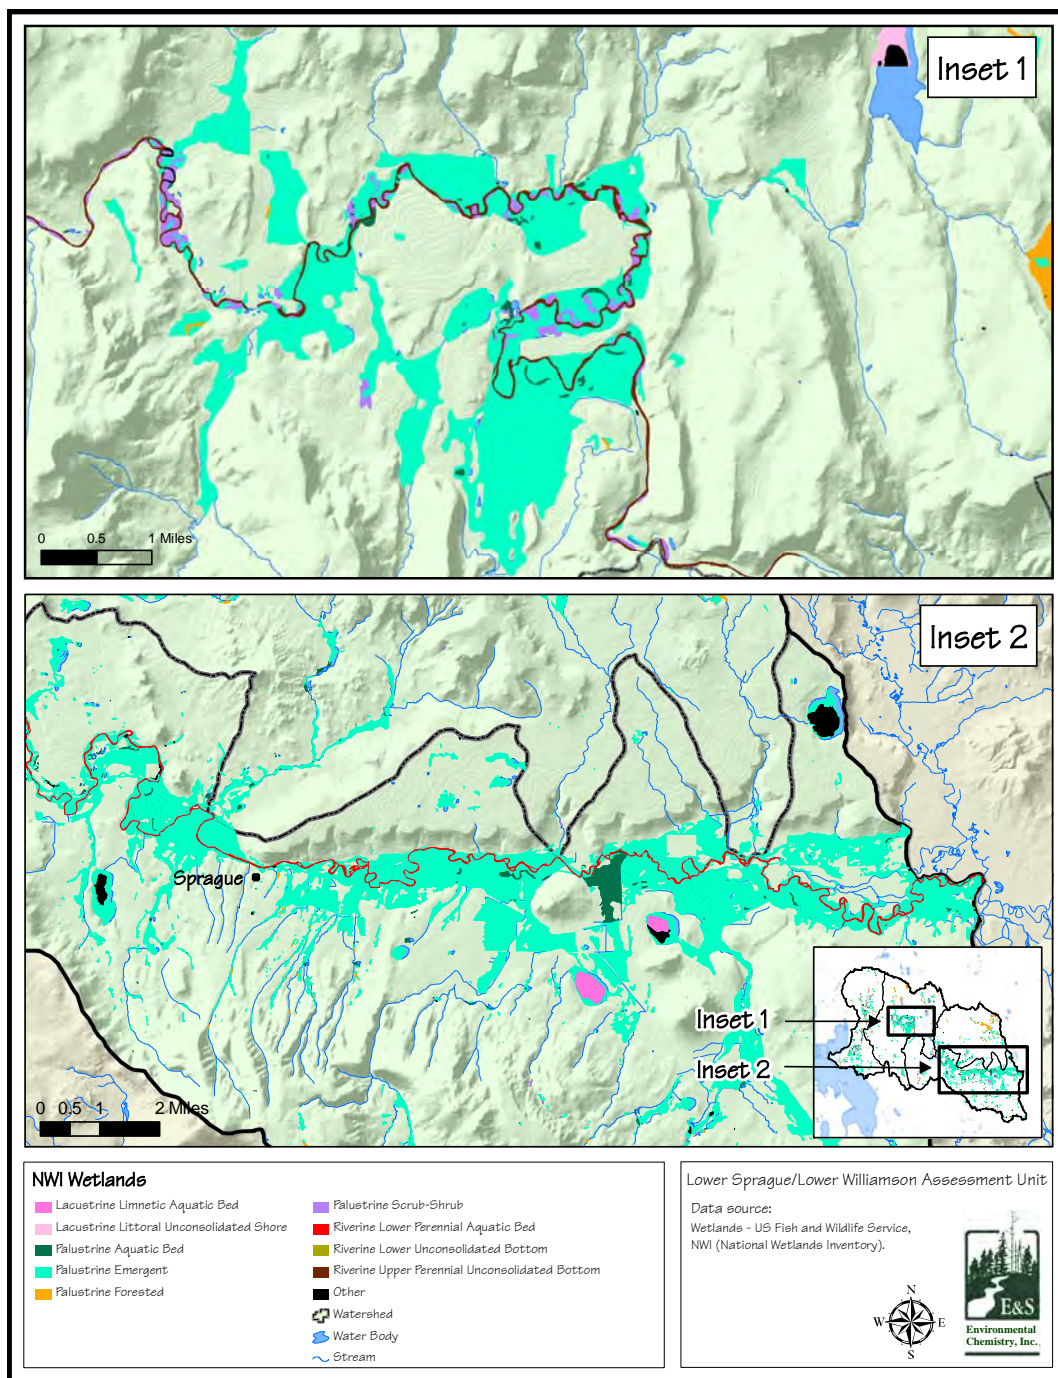 Inset 1
0 0.5 1 Miles
Inset 2
Sprague
Inset 1
Inset 2
0 0.5 1 2 Miles
NWI Wetlands
Lacustrine Limnetic Aquatic Bed
Lacustrine Littoral Unconsolidated Shore
Palustrine Aquatic Bed
Palustrine Emergent
Palustrine Forested
Palustrine Scrub-Shrub
Riverine Lower Perennial Aquatic Bed
Riverine Lower Unconsolidated Bottom
Riverine Upper Perennial Unconsolidated Bottom
Other
Watershed
Water Body
Stream
Lower Sprague/Lower Williamson Assessment Unit
Data source:
Wetlands - US Fish and Wildlife Service,
NWI (National Wetlands Inventory).
N
W E
S
E&S
Environmental
Chemistry, Inc.